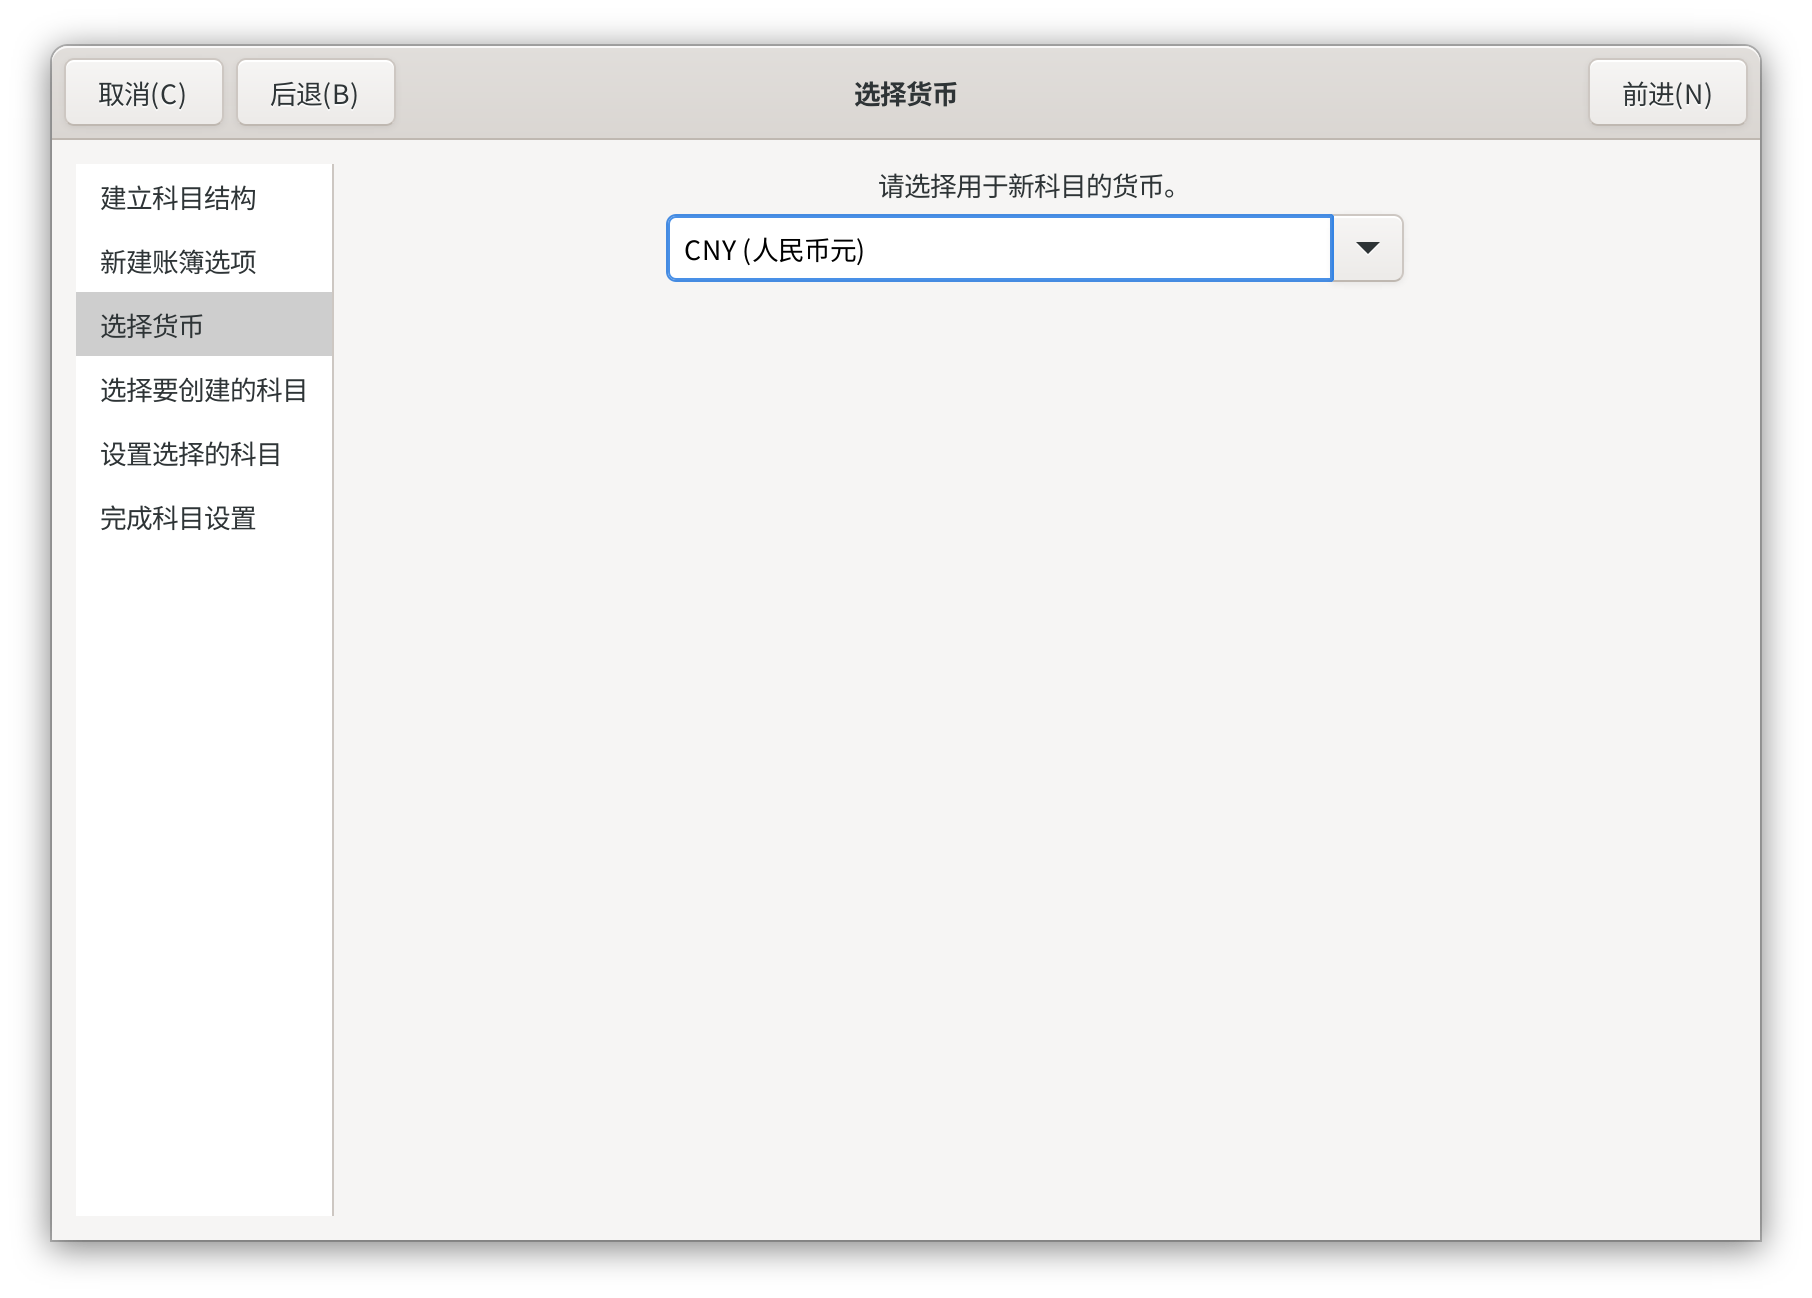 取消(C)
后退(B)
选择货币
前进(N)
建立科目结构
新建账簿选项
选择货币
选择要创建的科目
设置选择的科目
完成科目设置
请选择用于新科目的货币。
CNY (人民币元)